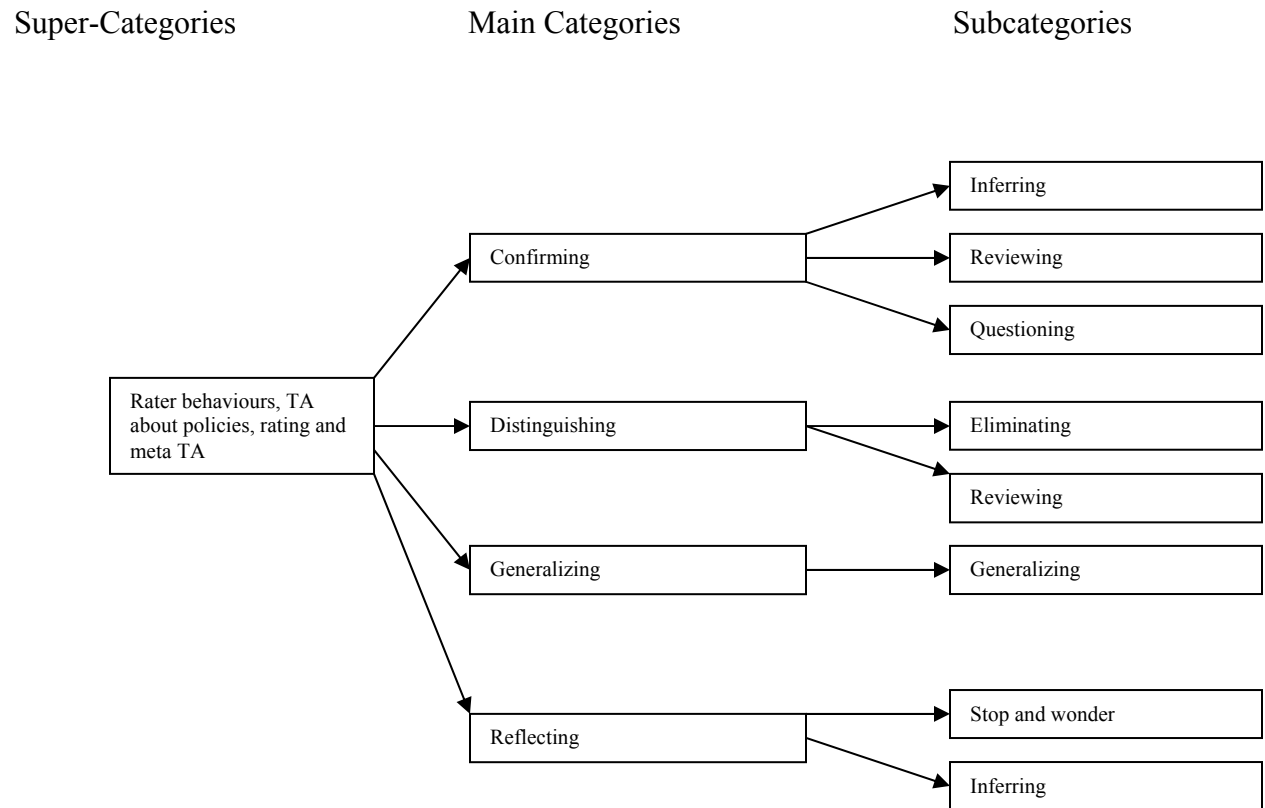 Super-Categories
Main Categories
Subcategories
Inferring
Confirming
Reviewing
Questioning
Rater behaviours, TA
about policies, rating and
meta TA
Distinguishing
Eliminating
Reviewing
Generalizing
Generalizing
Reflecting
Stop and wonder
Inferring